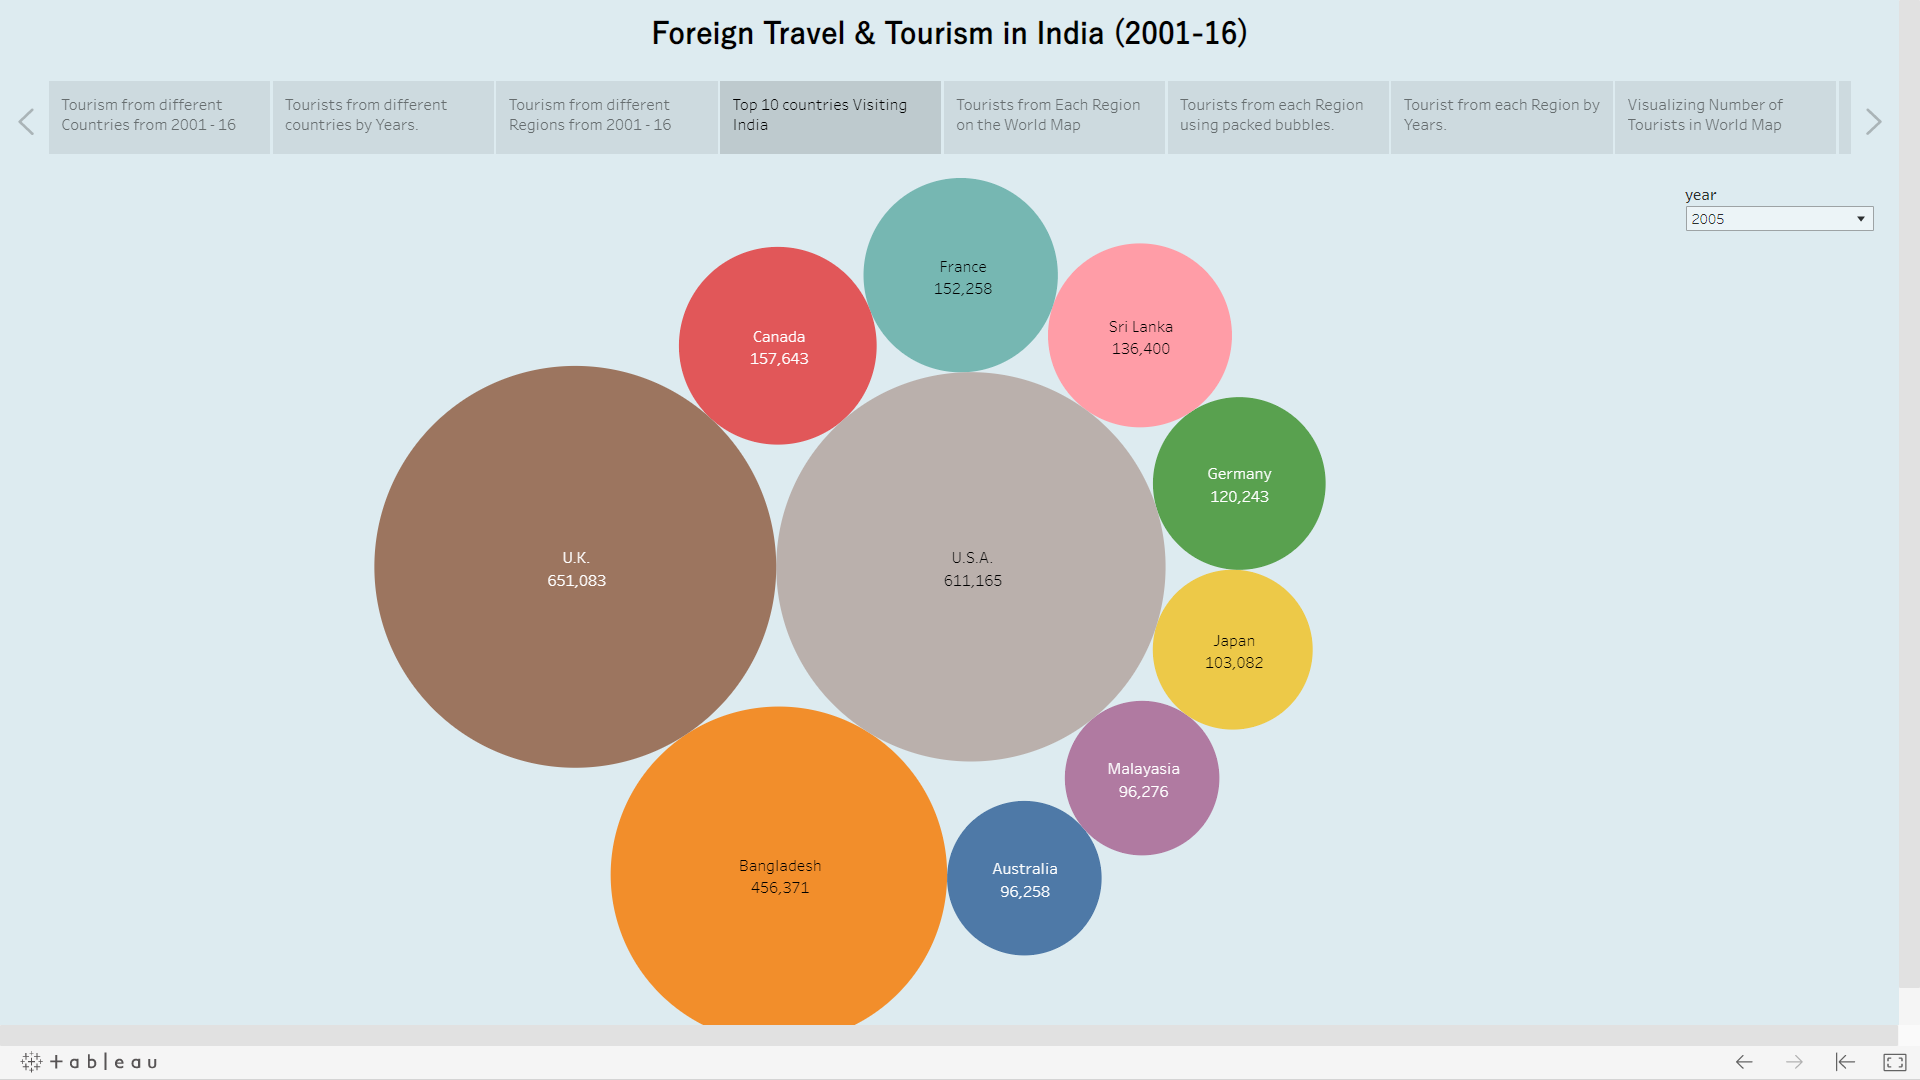 Foreign Travel & Tourism in India (2001-16)
Tourism from different
Countries from 2001 - 16
Tourists from different
countries by Years.
Tourism from different
Regions from 2001 - 16
Top 10 countries Visiting
India
Tourists from Each Region
on the World Map
Tourists from each Region
using packed bubbles.
Tourist from each Region by
Years.
Visualizing Number of
Tourists in World Map
year
2005
France
152,258
Sri Lanka
136,400
Canada
157,643
Germany
120,243
U.K.
651,083
U.S.A.
611,165
Japan
103,082
Malayasia
96,276
Bangladesh
456,371
Australia
96,258
+ableau